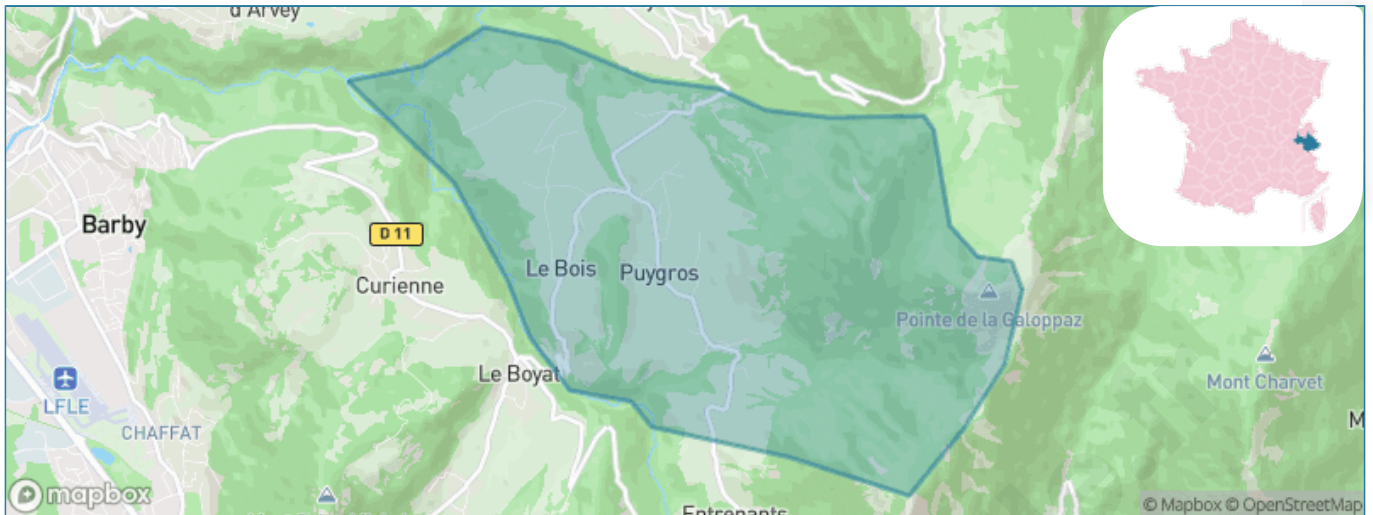 d'Arvey
Barby
D 11
Curienne
Le Bois
Puygros
Pointe de la Galoppaz
Le Boyat
Mont Charvet
LFLE
CHAFFAT
M
mapbox
© Mapbox © OpenStreetMap
Entrenants